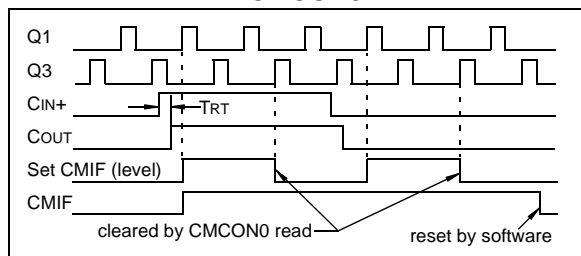 Q1
Q3
CIN+
TRT
COUT
Set CMIF (level)
CMIF
cleared by CMCON0 read
reset by software